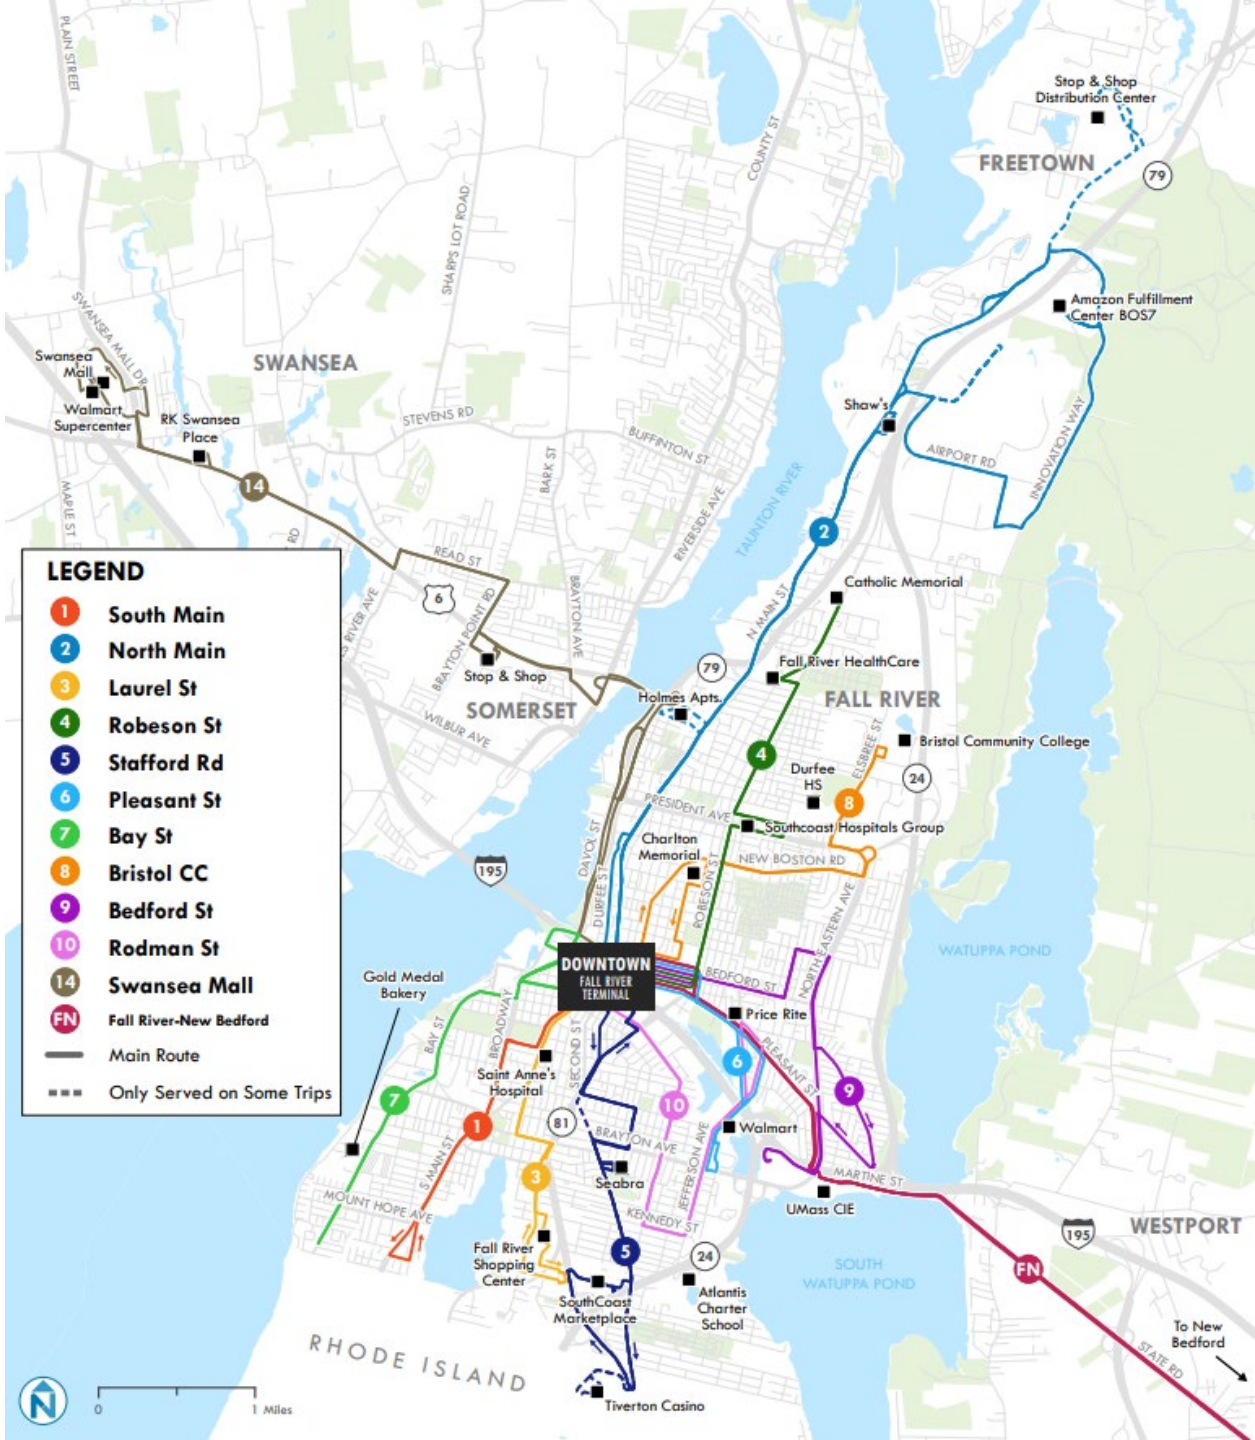 PLAIN STREET
COUNTY ST
Stop & Shop
Distribution Center
FREETOWN
79
SHARPS LOT ROAD
Amazon Fulfillment
Center BOS7
SWANSEA MALL DR
Swansea
Mall
SWANSEA
Walmart
Supercenter
RK Swansea
Place
STEVENS RD
Shaw's
BUFFINTON ST
AIRPORT RD
INNOVATION WAY
BARK ST
14
MAPLE ST
RIVERSIDE AVE
TAUNTON RIVER
2
RD
READ ST
6
BRAYTON POINT RD
BRAYTON AVE
Catholic Memorial
N MAIN ST
S RIVER AVE
Stop & Shop
79
Fall River HealthCare
Holmes Apts.
FALL RIVER
SOMERSET
WILBUR AVE
ELSBREE ST
Bristol Community College
4
Durfee
HS
24
8
PRESIDENT AVE
Southcoast Hospitals Group
DAVOL ST
Charlton
Memorial
NEW BOSTON RD
195
DURFEE ST
ROBESON ST
NORTH EASTERN AVE
WATUPPA POND
LEGEND
1 South Main
2 North Main
3 Laurel St
4 Robeson St
5 Stafford Rd
6 Pleasant St
7 Bay St
8 Bristol CC
9 Bedford St
10 Rodman St
14 Swansea Mall
FN Fall River-New Bedford
Main Route
Only Served on Some Trips
DOWNTOWN
FALL RIVER
TERMINAL
BEDFORD ST
Gold Medal
Bakery
Price Rite
BAY ST
BROADWAY
SECOND ST
PLEASANT ST
Saint Anne's
Hospital
6
9
7
10
1
81
Walmart
BRAYTON AVE
S MAIN ST
JEFFERSON AVE
3
Seabra
MARTINE ST
UMass CIE
MOUNT HOPE AVE
KENNEDY ST
WESTPORT
195
Fall River
Shopping
Center
5
24
SOUTH
WATUPPA POND
FN
SouthCoast
Marketplace
Atlantis
Charter
School
To New
Bedford
STATE RD
RHODE ISLAND
N
0
1 Miles
Tiverton Casino